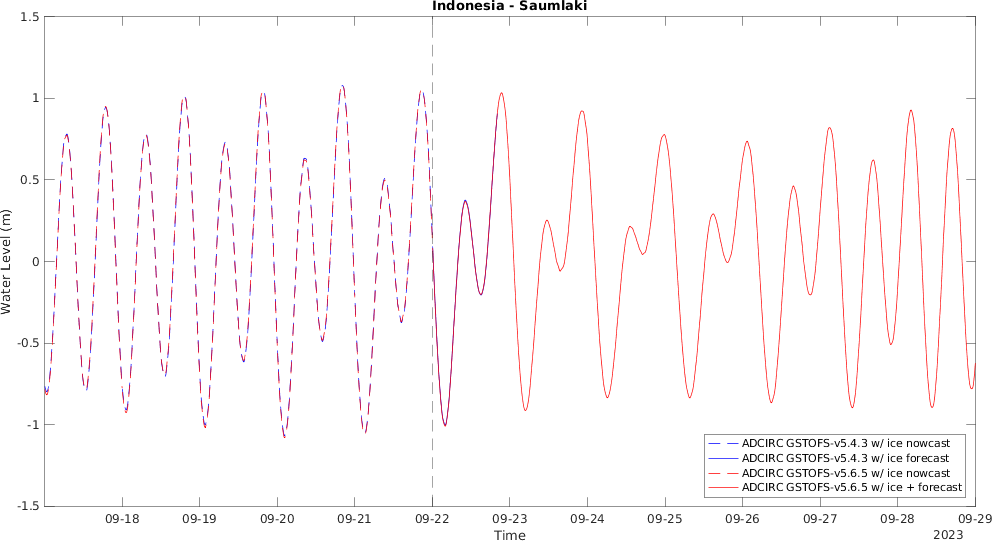 Indonesia - Saumlaki
1.5
1
0.5
0
-0.5
-1
-1.5
Water Level (m)
09-18 09-19 09-20 09-21 09-22 09-23 09-24 09-25 09-26 09-27 09-28 09-29
Time
2023
ADCIRC GSTOFS-v5.4.3 w/ ice nowcast
ADCIRC GSTOFS-v5.4.3 w/ ice forecast
ADCIRC GSTOFS-v5.6.5 w/ ice nowcast
ADCIRC GSTOFS-v5.6.5 w/ ice + forecast